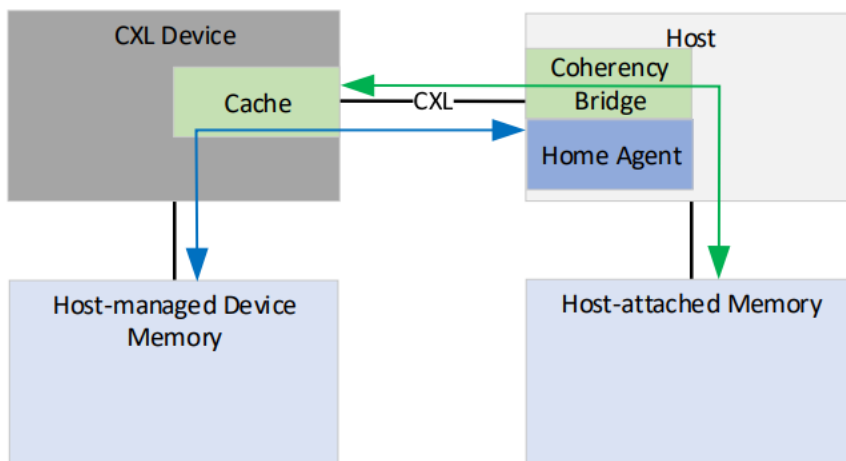 CXL Device
Host
Cache
CXL
Coherency
Bridge
Home Agent
Host-managed Device
Memory
Host-attached Memory